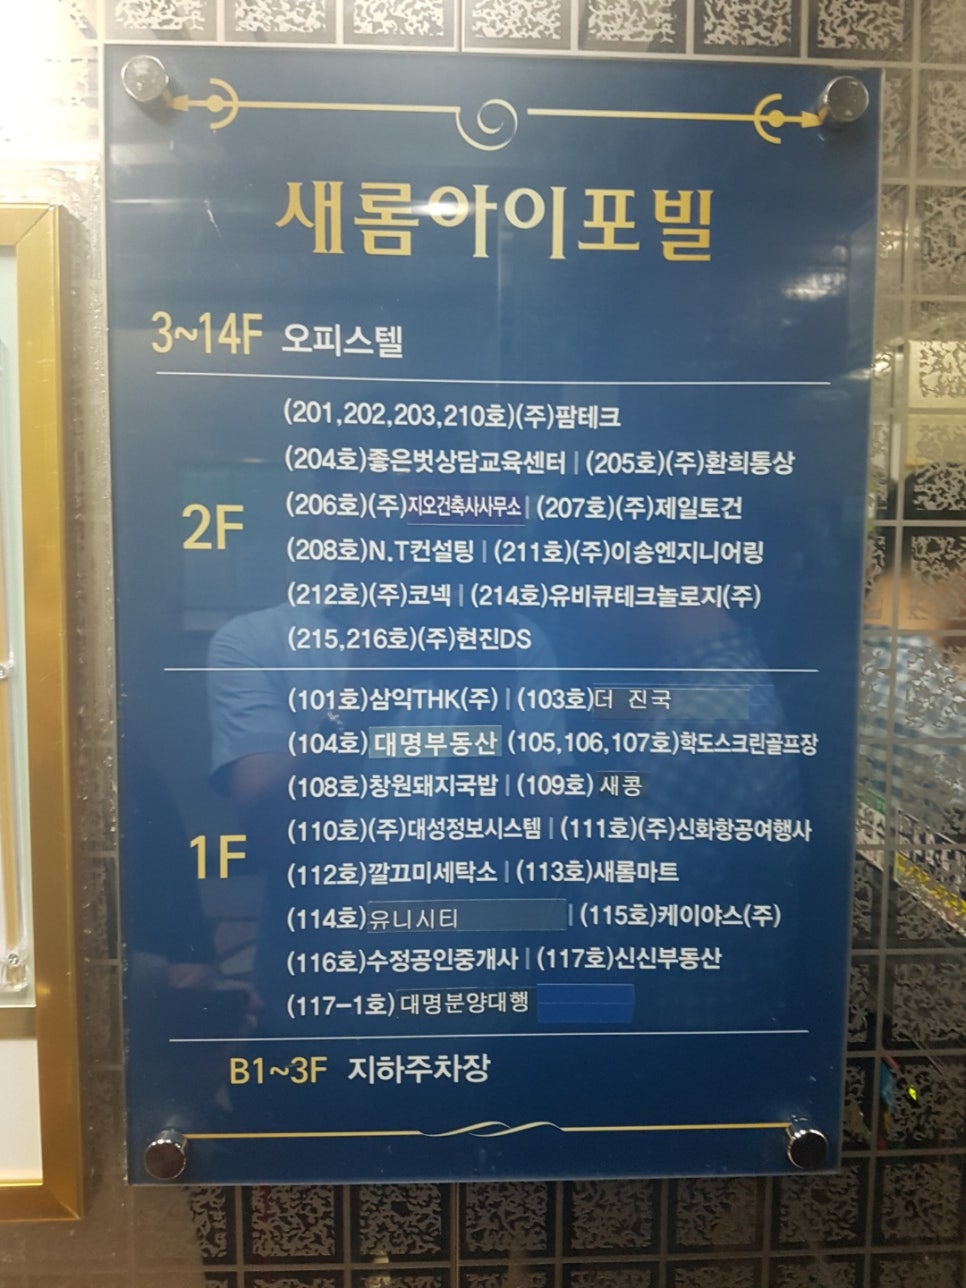 새롬아이포빌
3~14F 오피스텔
2F
(201,202,203,210호)(주)팜테크
(204호)좋은벗상담교육센터 | (205호)(주)환희통상
(206호)(주)지오건축사사무소 | (207호)(주)제일토건
(208호)N.T컨설팅 | (211호)(주)이송엔지니어링
(212호)(주)코넥 | (214호)유비큐테크놀로지(주)
(215,216호)(주)현진DS
1F
(101호)삼익THK(주) | (103호)더 진국
(104호)대명부동산 (105,106,107호)학도스크린골프장
(108호)창원돼지국밥 | (109호) 새콩
(110호)(주)대성정보시스템 | (111호)(주)신화항공여행사
(112호)깔끄미세탁소 | (113호)새롬마트
(114호)유니시티 | (115호)케이야스(주)
(116호)수정공인중개사 | (117호)신신부동산
(117-1호)대명분양대행
B1~3F 지하주차장